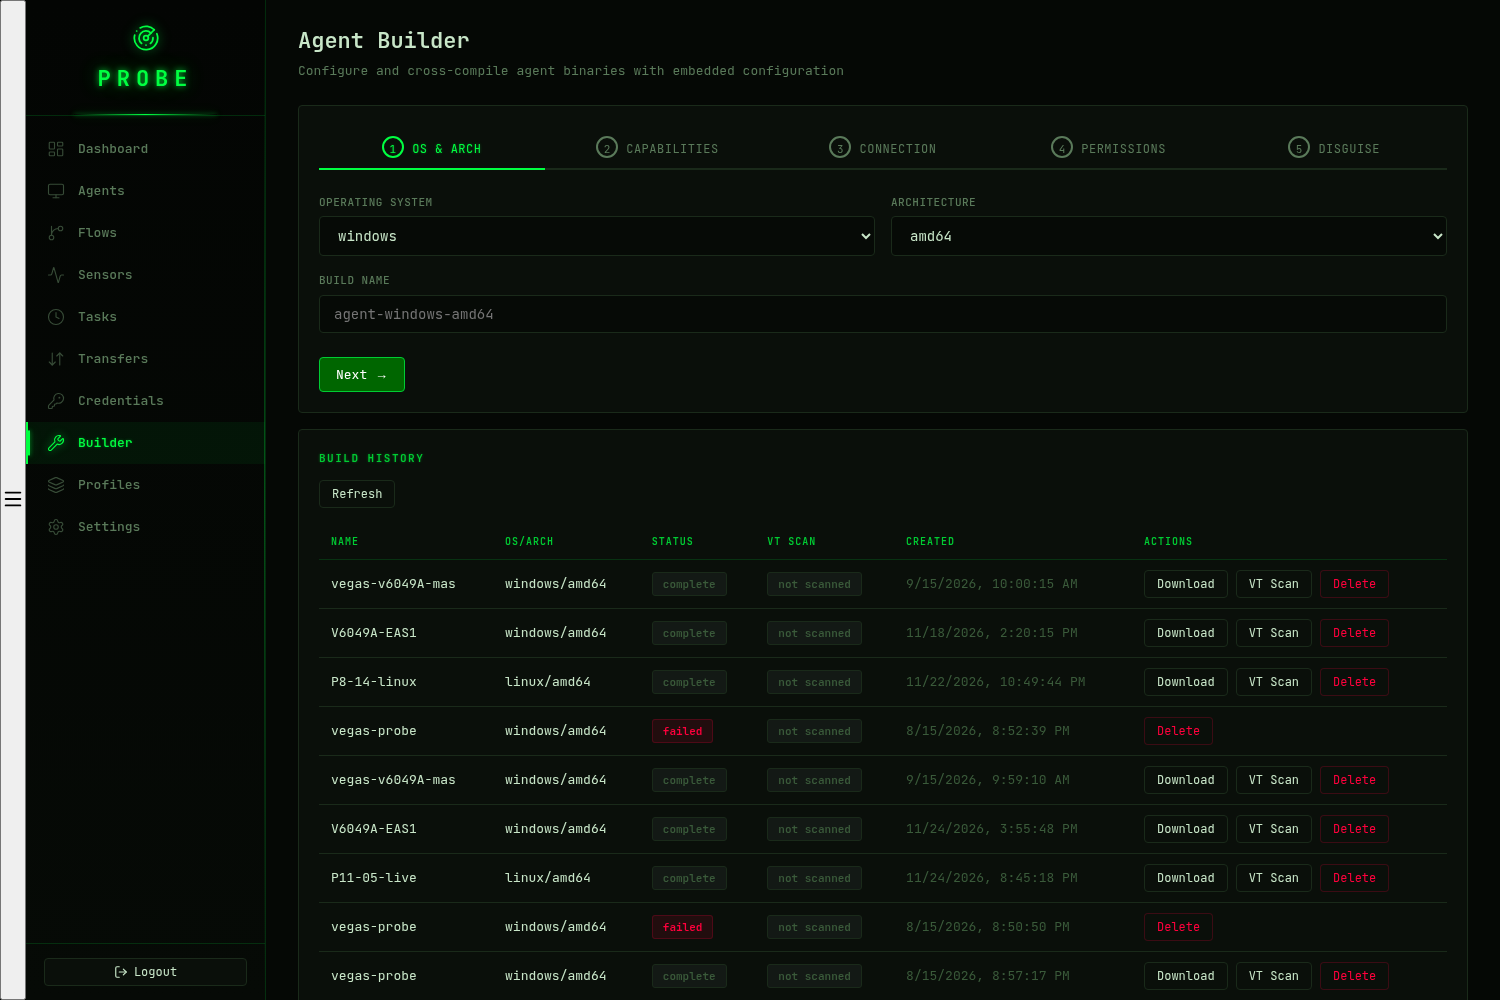 PROBE
Dashboard
Agents
Flows
Sensors
Tasks
Transfers
Credentials
Builder
Profiles
Settings
Logout
Agent Builder
Configure and cross-compile agent binaries with embedded configuration
1 OS & ARCH
2 CAPABILITIES
3 CONNECTION
4 PERMISSIONS
5 DISGUISE
OPERATING SYSTEM
windows
ARCHITECTURE
amd64
BUILD NAME
agent-windows-amd64
Next →
BUILD HISTORY
Refresh
NAME OS/ARCH STATUS VT SCAN CREATED ACTIONS
vegas-v6049A-mas windows/amd64 complete not scanned 9/15/2026, 10:00:15 AM Download VT Scan Delete
V6049A-EAS1 windows/amd64 complete not scanned 11/18/2026, 2:20:15 PM Download VT Scan Delete
P8-14-linux linux/amd64 complete not scanned 11/22/2026, 10:49:44 PM Download VT Scan Delete
vegas-probe windows/amd64 failed not scanned 8/15/2026, 8:52:39 PM Delete
vegas-v6049A-mas windows/amd64 complete not scanned 9/15/2026, 9:59:10 AM Download VT Scan Delete
V6049A-EAS1 windows/amd64 complete not scanned 11/24/2026, 3:55:48 PM Download VT Scan Delete
P11-05-live linux/amd64 complete not scanned 11/24/2026, 8:45:18 PM Download VT Scan Delete
vegas-probe windows/amd64 failed not scanned 8/15/2026, 8:50:50 PM Delete
vegas-probe windows/amd64 complete not scanned 8/15/2026, 8:57:17 PM Download VT Scan Delete